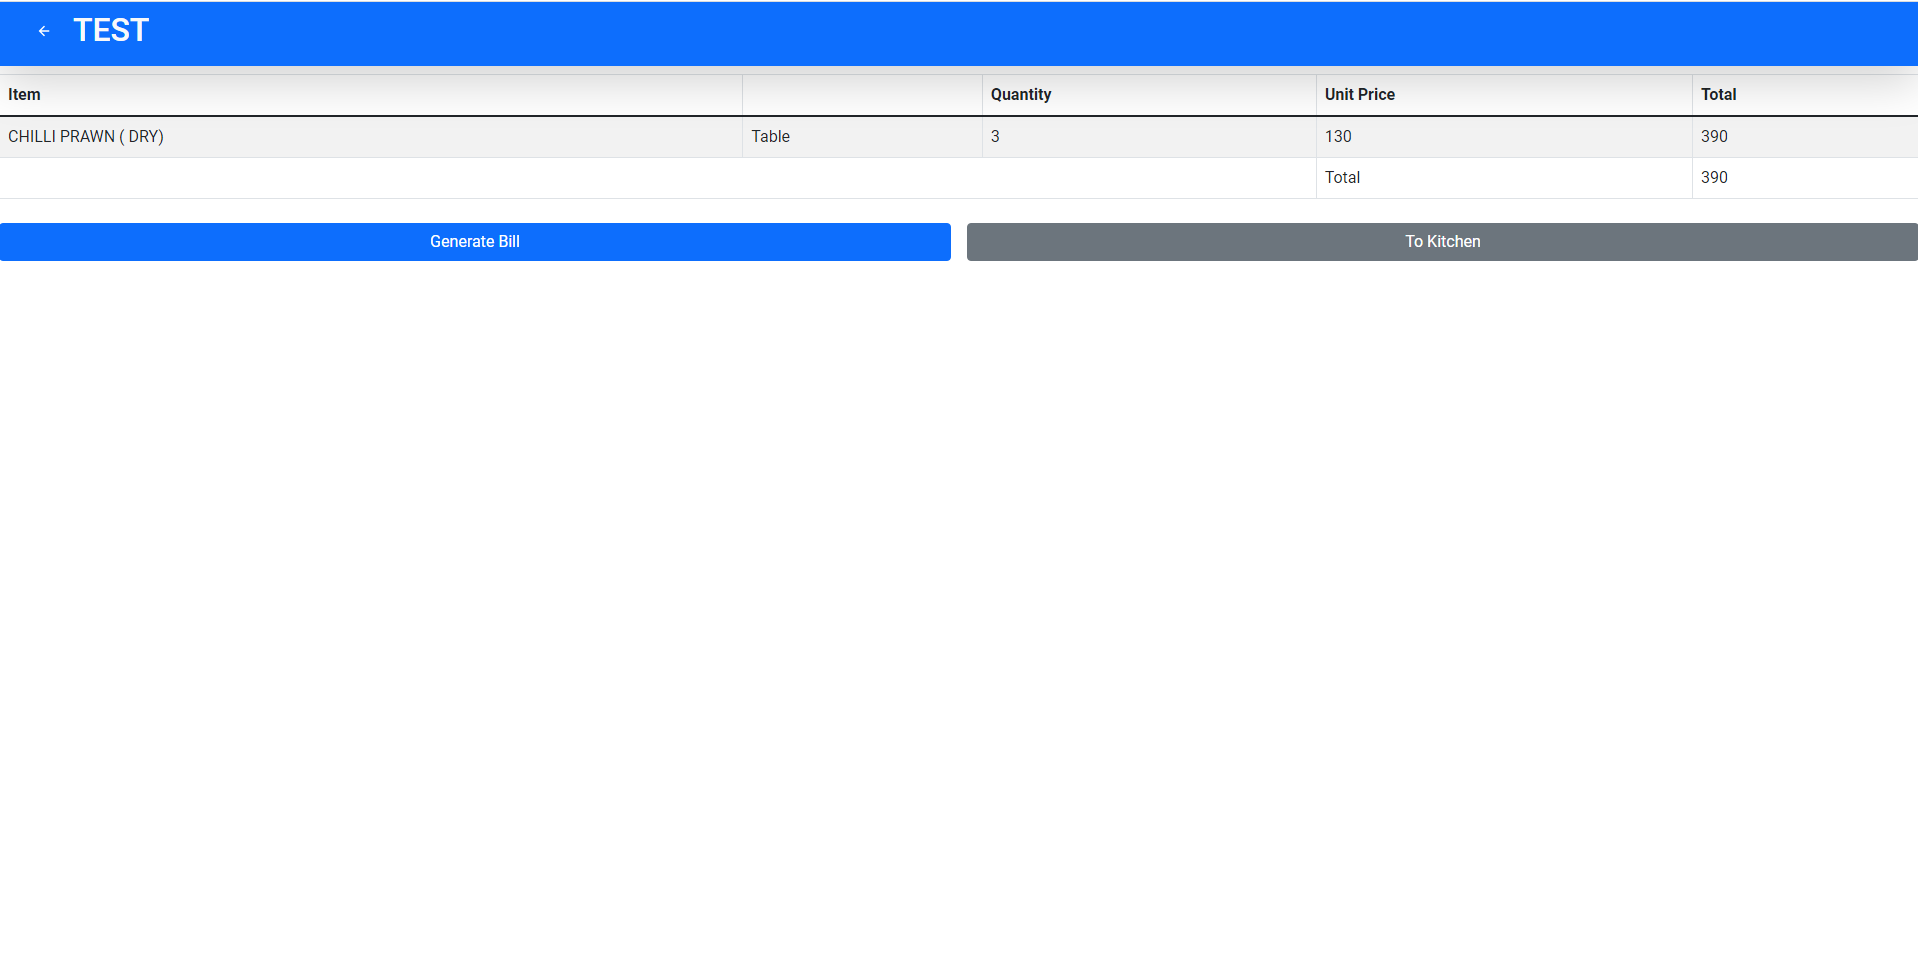 TEST
Item Quantity Unit Price Total
CHILLI PRAWN ( DRY) Table 3 130 390
Total 390
Generate Bill To Kitchen